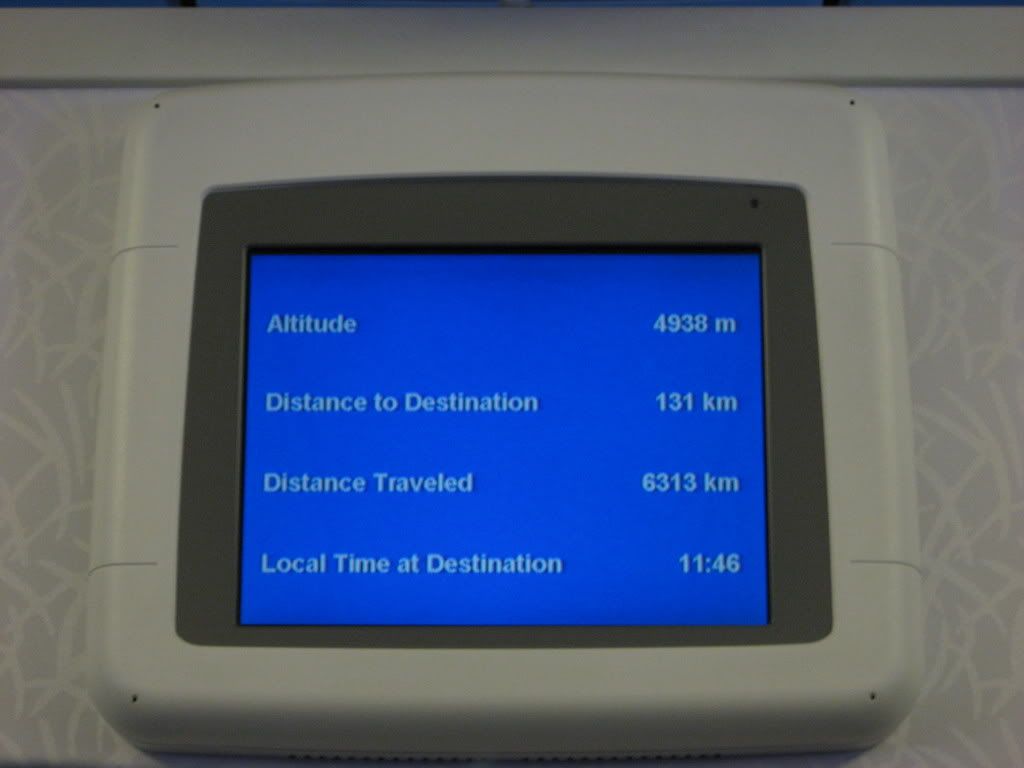 Altitude 4938 m
Distance to Destination 131 km
Distance Traveled 6313 km
Local Time at Destination 11:46